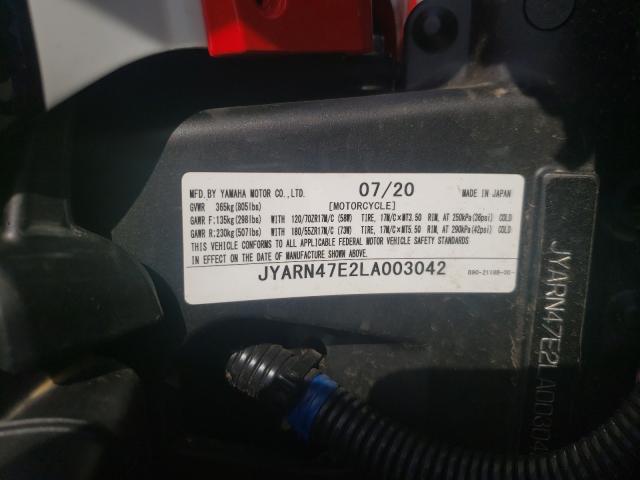 MFD. BY YAMAHA MOTOR CO., LTD. 07/20 MADE IN JAPAN
GVWR 365kg(805lbs) [MOTORCYCLE]
GAWR F:135kg(298lbs) WITH 120/70ZR17M/C (58W) TIRE, 17M/C×MT3.50 RIM, AT 250kPa(36psi) COLD
GAWR R:230kg(507lbs) WITH 180/55ZR17M/C (73W) TIRE, 17M/C×MT5.50 RIM, AT 290kPa(42psi) COLD
THIS VEHICLE CONFORMS TO ALL APPLICABLE FEDERAL MOTOR VEHICLE SAFETY STANDARDS
IN EFFECT ON THE DATE OF MANUFACTURE SHOWN ABOVE.
JYARN47E2LA003042
JYARN47E2LA00304